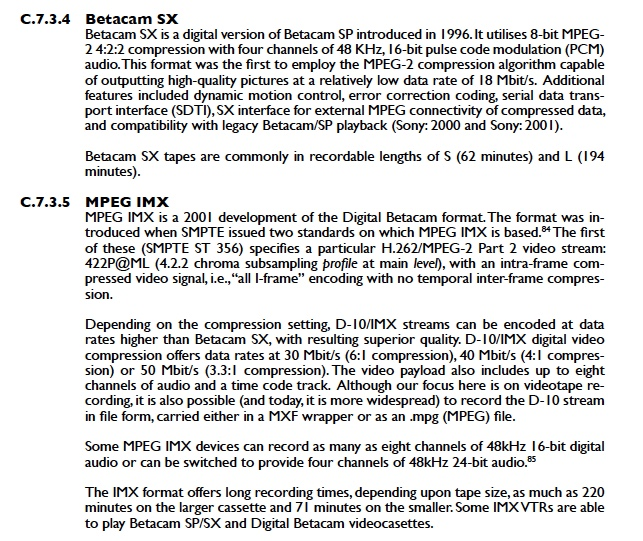 C.7.3.4 Betacam SX
Betacam SX is a digital version of Betacam SP introduced in 1996. It utilises 8-bit MPEG-
2 4:2:2 compression with four channels of 48 KHz, 16-bit pulse code modulation (PCM)
audio. This format was the first to employ the MPEG-2 compression algorithm capable
of outputting high-quality pictures at a relatively low data rate of 18 Mbit/s. Additional
features included dynamic motion control, error correction coding, serial data trans-
port interface (SDTI), SX interface for external MPEG connectivity of compressed data,
and compatibility with legacy Betacam/SP playback (Sony: 2000 and Sony: 2001).
Betacam SX tapes are commonly in recordable lengths of S (62 minutes) and L (194
minutes).
C.7.3.5 MPEG IMX
MPEG IMX is a 2001 development of the Digital Betacam format. The format was in-
troduced when SMPTE issued two standards on which MPEG IMX is based.84 The first
of these (SMPTE ST 356) specifies a particular H.262/MPEG-2 Part 2 video stream:
422P@ML (4.2.2 chroma subsampling profile at main level), with an intra-frame com-
pressed video signal, i.e., “all I-frame” encoding with no temporal inter-frame compres-
sion.
Depending on the compression setting, D-10/IMX streams can be encoded at data
rates higher than Betacam SX, with resulting superior quality. D-10/IMX digital video
compression offers data rates at 30 Mbit/s (6:1 compression), 40 Mbit/s (4:1 compres-
sion) or 50 Mbit/s (3.3:1 compression). The video payload also includes up to eight
channels of audio and a time code track. Although our focus here is on videotape re-
cording, it is also possible (and today, it is more widespread) to record the D-10 stream
in file form, carried either in a MXF wrapper or as an .mpg (MPEG) file.
Some MPEG IMX devices can record as many as eight channels of 48kHz 16-bit digital
audio or can be switched to provide four channels of 48kHz 24-bit audio.85
The IMX format offers long recording times, depending upon tape size, as much as 220
minutes on the larger cassette and 71 minutes on the smaller. Some IMX VTRs are able
to play Betacam SP/SX and Digital Betacam videocasettes.